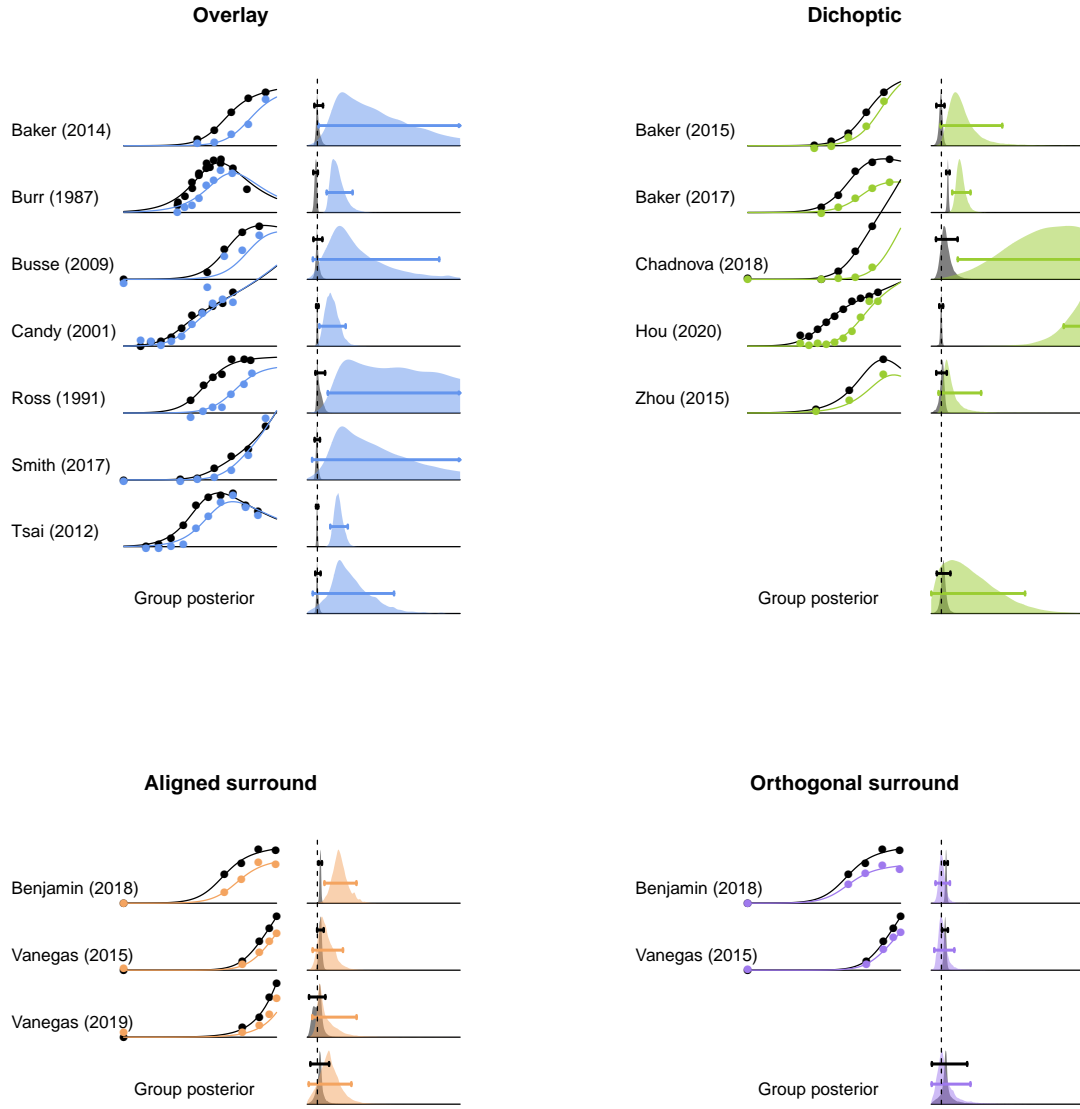 Overlay
Baker (2014)
Burr (1987)
Busse (2009)
Candy (2001)
Ross (1991)
Smith (2017)
Tsai (2012)
Group posterior
Dichoptic
Baker (2015)
Baker (2017)
Chadnova (2018)
Hou (2020)
Zhou (2015)
Group posterior
Aligned surround
Benjamin (2018)
Vanegas (2015)
Vanegas (2019)
Group posterior
Orthogonal surround
Benjamin (2018)
Vanegas (2015)
Group posterior